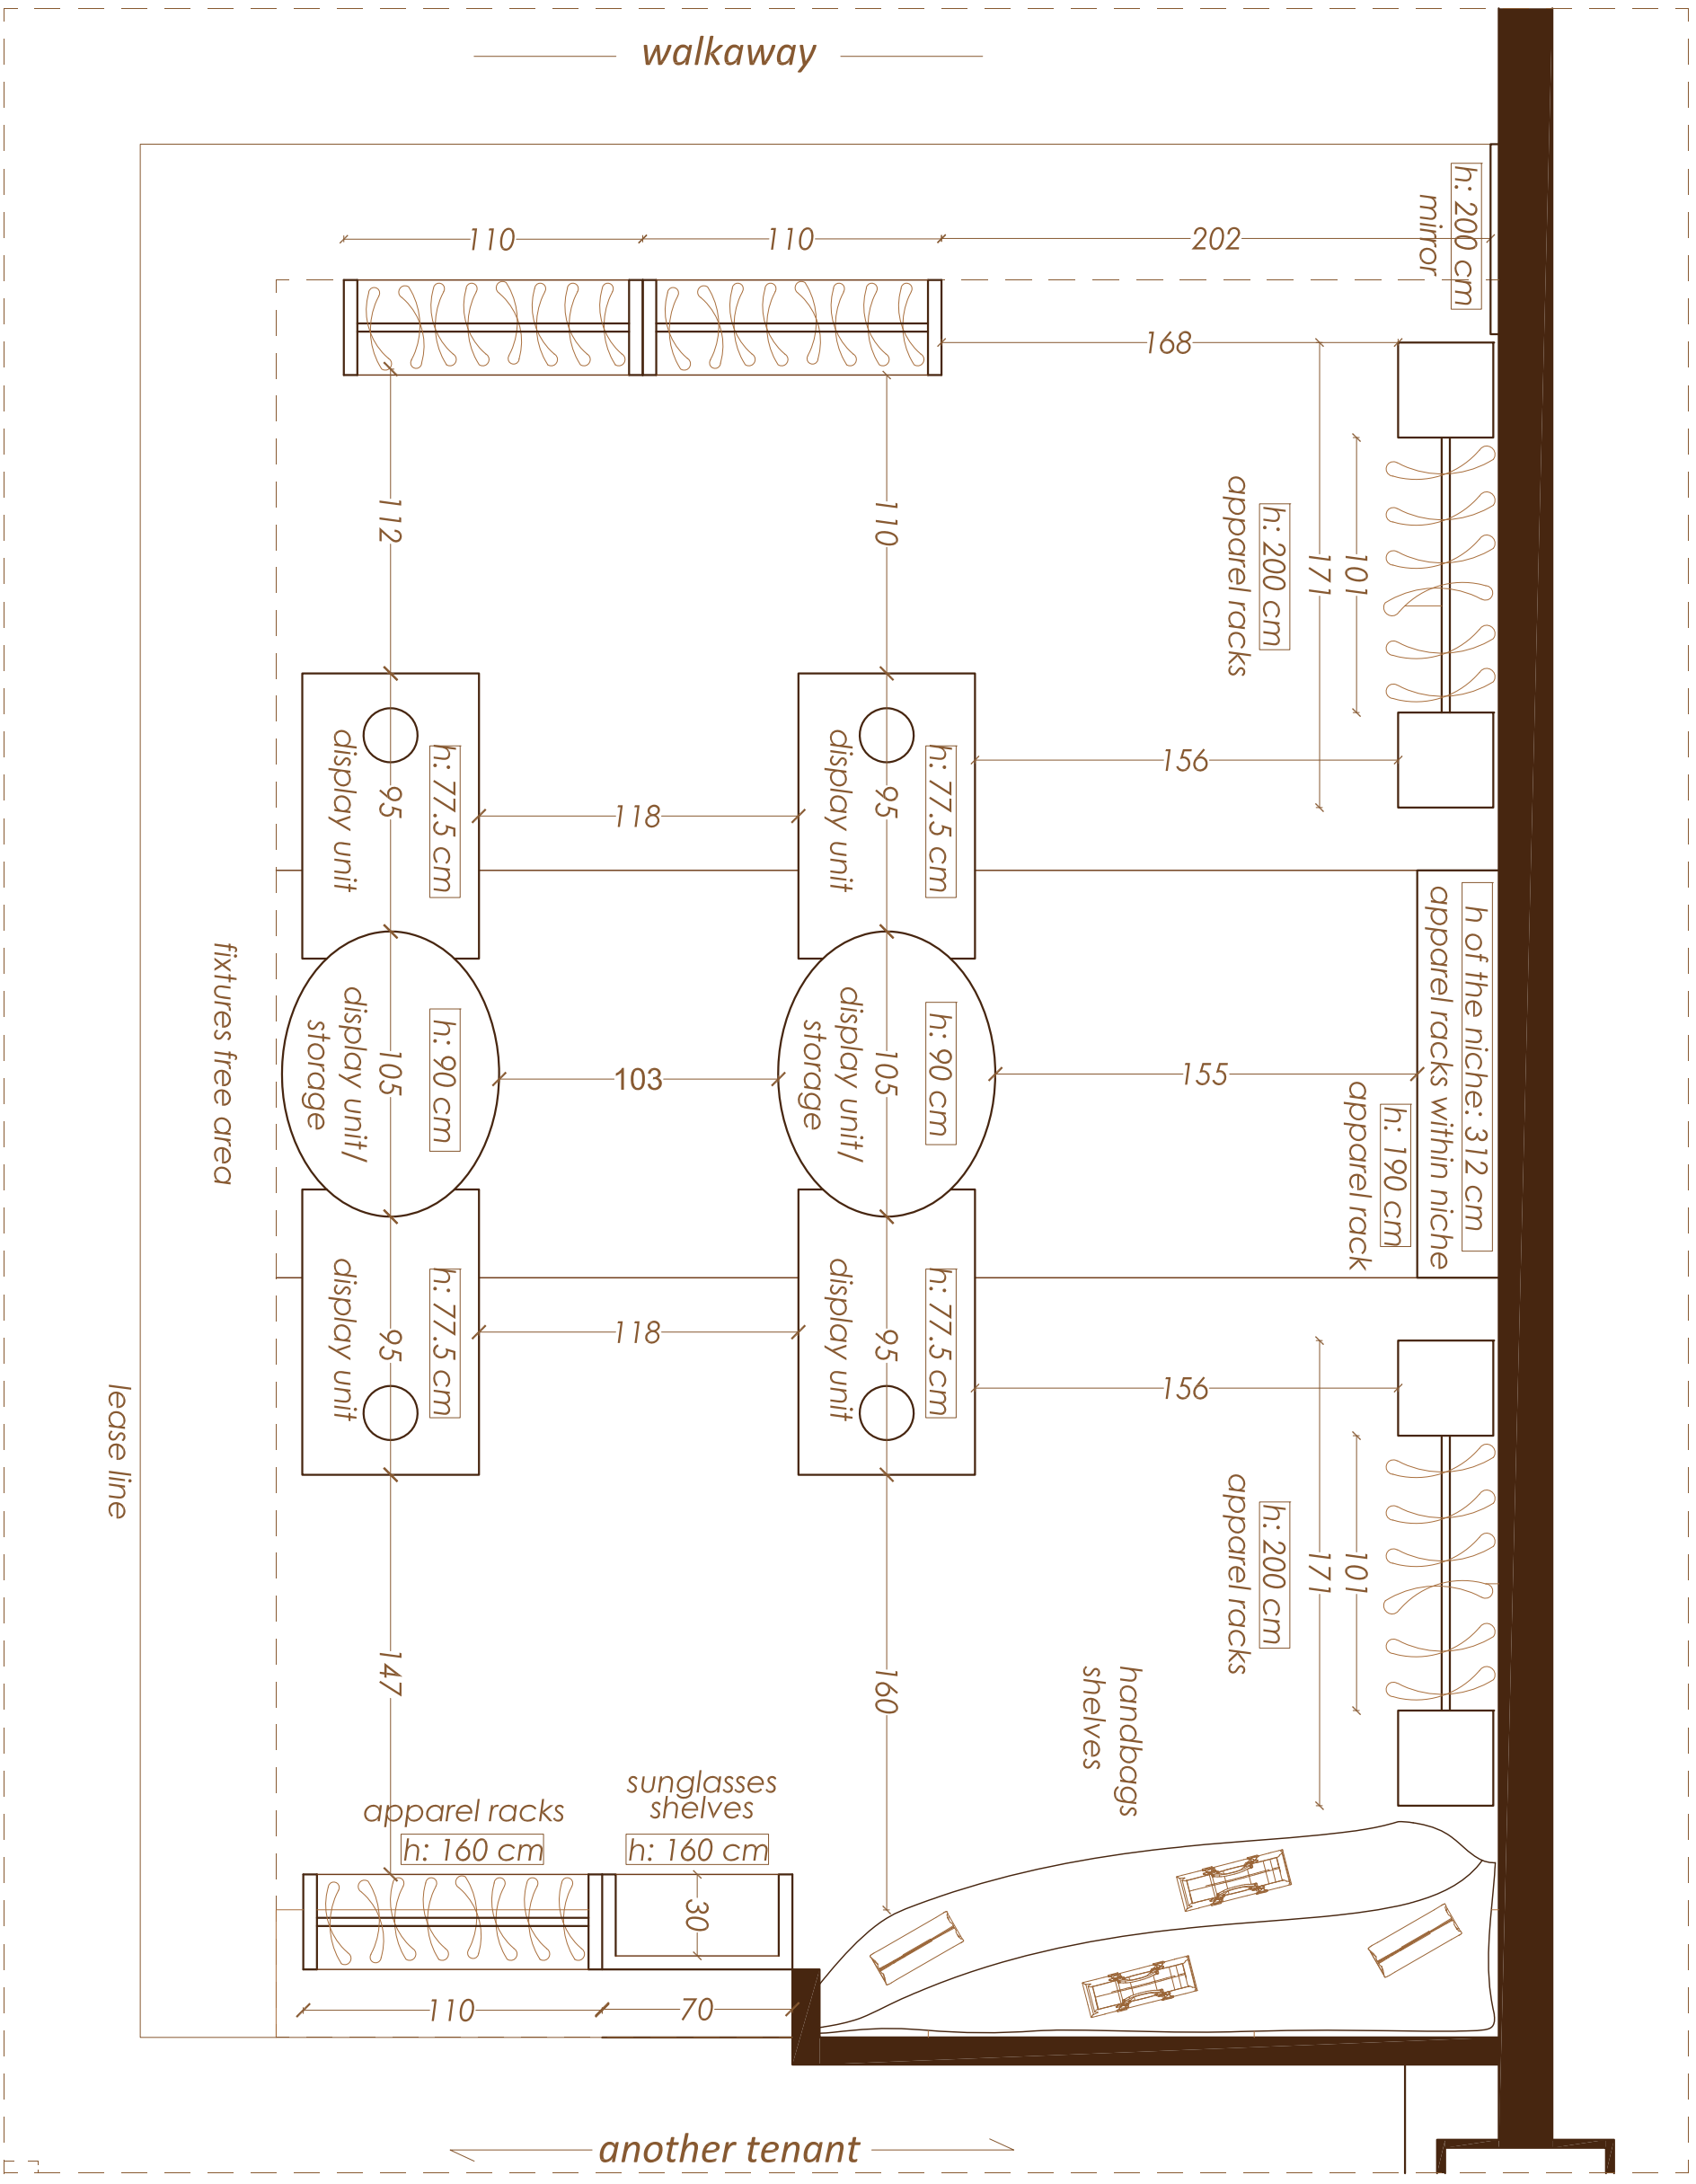 walkaway
h: 200 cm
mirror
110
110
202
168
112
110
h: 200 cm
apparel racks
101
171
156
h: 77.5 cm
95
display unit
118
h: 77.5 cm
95
display unit
h of the niche: 312 cm
apparel racks within niche
h: 190 cm
apparel rack
fixtures free area
h: 90 cm
105
display unit/
storage
103
h: 90 cm
105
display unit/
storage
155
h: 77.5 cm
95
display unit
118
h: 77.5 cm
95
display unit
156
lease line
h: 200 cm
apparel racks
101
171
147
160
handbags
shelves
sunglasses
shelves
h: 160 cm
apparel racks
h: 160 cm
30
110
70
another tenant